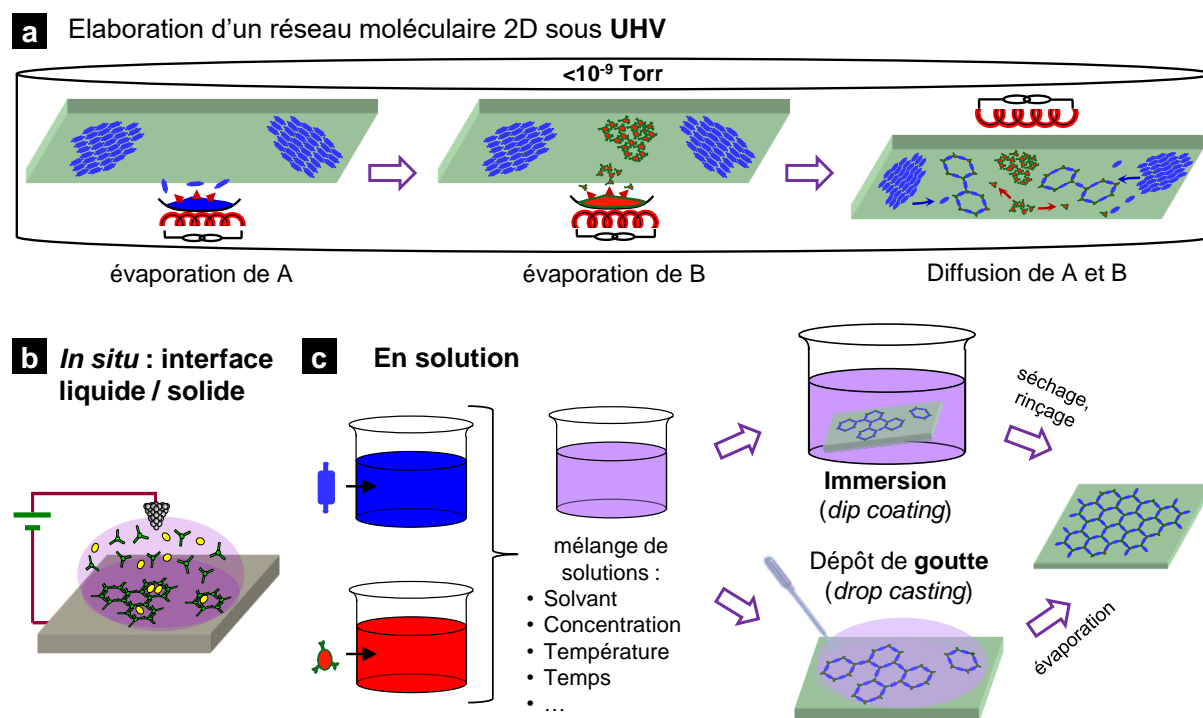 a Elaboration d'un réseau moléculaire 2D sous UHV
<10⁻⁹ Torr
évaporation de A
évaporation de B
Diffusion de A et B
b In situ : interface
liquide / solide
c En solution
mélange de
solutions :
• Solvant
• Concentration
• Température
• Temps
• …
Immersion
(dip coating)
Dépôt de goutte
(drop casting)
séchage,
rinçage
évaporation